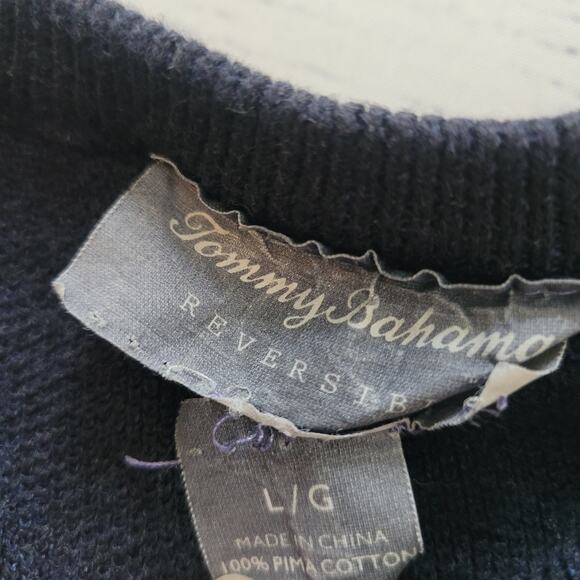 Tommy Bahama
REVERSIB
L/G
MADE IN CHINA
100% PIMA COTTON